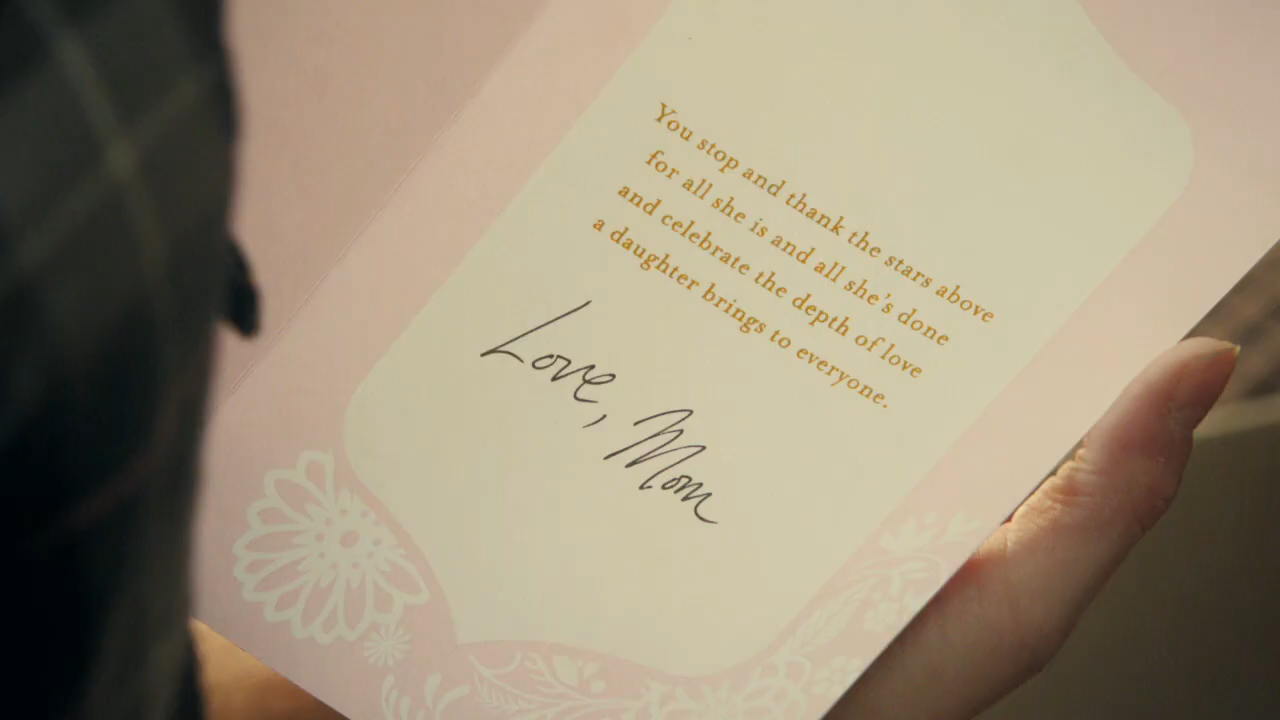 You stop and thank the stars above
for all she is and all she's done
and celebrate the depth of love
a daughter brings to everyone.
Love, Mom